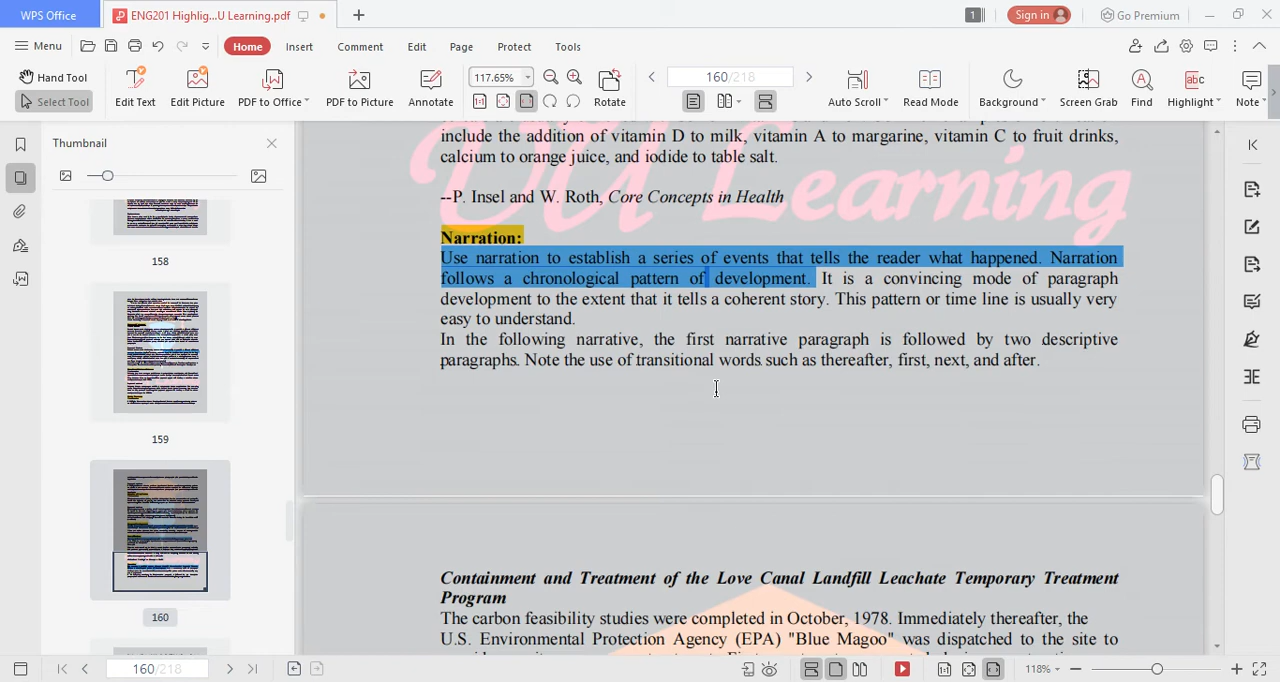 WPS Office
ENG201 Highlig...U Learning.pdf
1
Sign in
Go Premium
Menu
Home
Insert
Comment
Edit
Page
Protect
Tools
Hand Tool
Select Tool
Edit Text
Edit Picture
PDF to Office
PDF to Picture
Annotate
117.65%
Rotate
160/218
Auto Scroll
Read Mode
Background
Screen Grab
Find
Highlight
Note
Thumbnail
158
159
160
DU Learning
include the addition of vitamin D to milk, vitamin A to margarine, vitamin C to fruit drinks,
calcium to orange juice, and iodide to table salt.
--P. Insel and W. Roth, Core Concepts in Health
Narration:
Use narration to establish a series of events that tells the reader what happened. Narration
follows a chronological pattern of development. It is a convincing mode of paragraph
development to the extent that it tells a coherent story. This pattern or time line is usually very
easy to understand.
In the following narrative, the first narrative paragraph is followed by two descriptive
paragraphs. Note the use of transitional words such as thereafter, first, next, and after.
Containment and Treatment of the Love Canal Landfill Leachate Temporary Treatment
Program
The carbon feasibility studies were completed in October, 1978. Immediately thereafter, the
U.S. Environmental Protection Agency (EPA) "Blue Magoo" was dispatched to the site to
160/218
118%